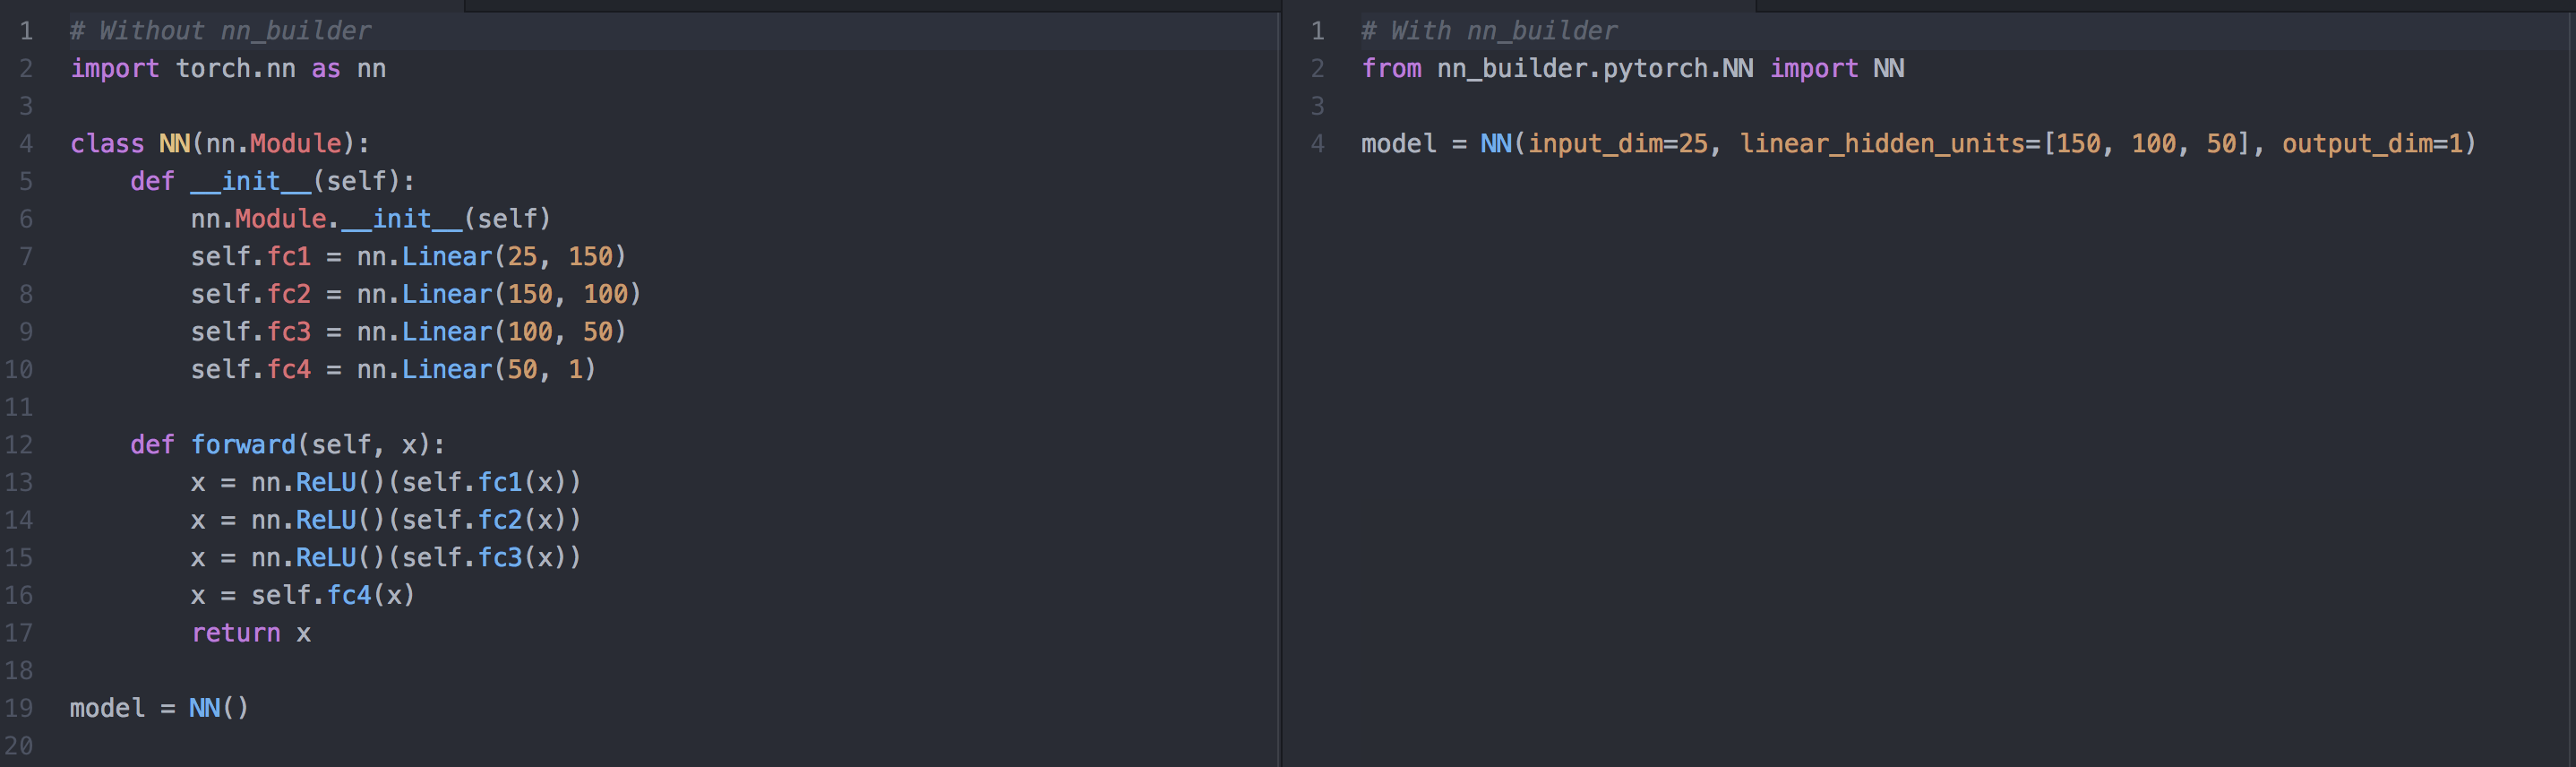 1 # Without nn_builder
2 import torch.nn as nn
3
4 class NN(nn.Module):
5     def __init__(self):
6         nn.Module.__init__(self)
7         self.fc1 = nn.Linear(25, 150)
8         self.fc2 = nn.Linear(150, 100)
9         self.fc3 = nn.Linear(100, 50)
10         self.fc4 = nn.Linear(50, 1)
11
12     def forward(self, x):
13         x = nn.ReLU()(self.fc1(x))
14         x = nn.ReLU()(self.fc2(x))
15         x = nn.ReLU()(self.fc3(x))
16         x = self.fc4(x)
17         return x
18
19 model = NN()
20
1 # With nn_builder
2 from nn_builder.pytorch.NN import NN
3
4 model = NN(input_dim=25, linear_hidden_units=[150, 100, 50], output_dim=1)